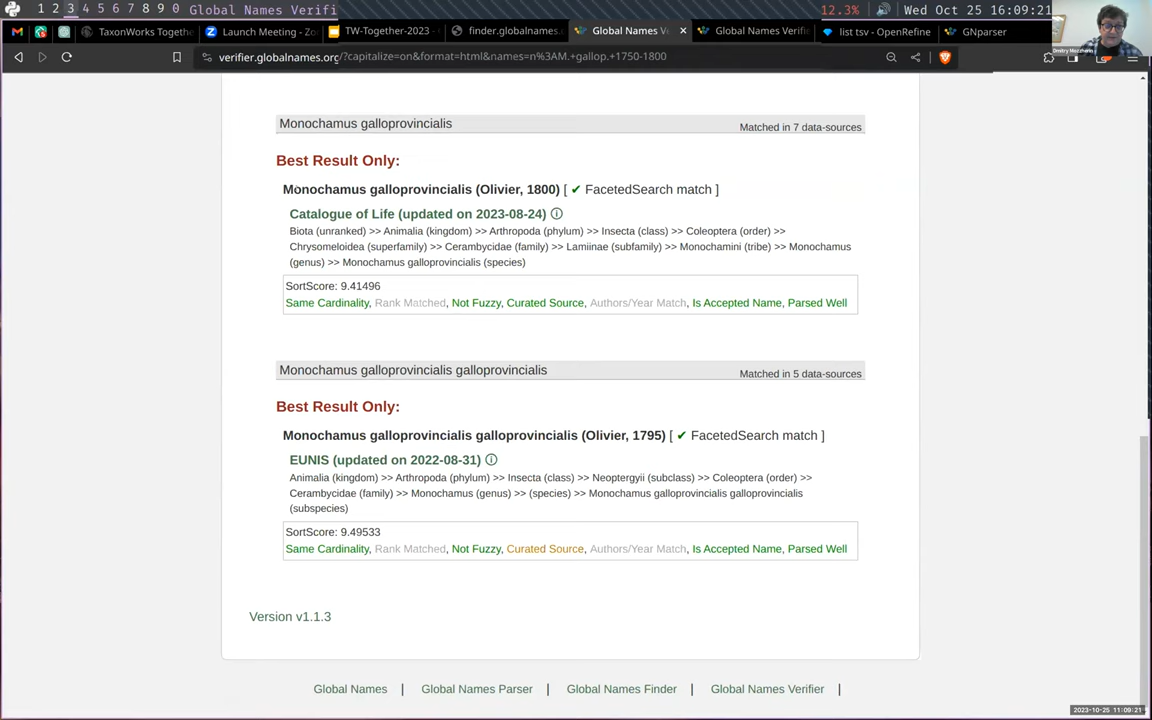 1 2 3 4 5 6 7 8 9 0 Global Names Verifi
12.3% Wed Oct 25 16:09:21
TaxonWorks Togethe
Launch Meeting - Zo
TW-Together-2023 -
finder.globalnames.
Global Names Ve
Global Names Verifie
list tsv - OpenRefine
GNparser
verifier.globalnames.org/?capitalize=on&format=html&names=n%3AM.+gallop.+1750-1800
Dmitry Mozzherin
Monochamus galloprovincialis
Matched in 7 data-sources
Best Result Only:
Monochamus galloprovincialis (Olivier, 1800) [ ✔ FacetedSearch match ]
Catalogue of Life (updated on 2023-08-24) ⓘ
Biota (unranked) >> Animalia (kingdom) >> Arthropoda (phylum) >> Insecta (class) >> Coleoptera (order) >>
Chrysomeloidea (superfamily) >> Cerambycidae (family) >> Lamiinae (subfamily) >> Monochamini (tribe) >> Monochamus
(genus) >> Monochamus galloprovincialis (species)
SortScore: 9.41496
Same Cardinality, Rank Matched, Not Fuzzy, Curated Source, Authors/Year Match, Is Accepted Name, Parsed Well
Monochamus galloprovincialis galloprovincialis
Matched in 5 data-sources
Best Result Only:
Monochamus galloprovincialis galloprovincialis (Olivier, 1795) [ ✔ FacetedSearch match ]
EUNIS (updated on 2022-08-31) ⓘ
Animalia (kingdom) >> Arthropoda (phylum) >> Insecta (class) >> Neoptergyii (subclass) >> Coleoptera (order) >>
Cerambycidae (family) >> Monochamus (genus) >> (species) >> Monochamus galloprovincialis galloprovincialis
(subspecies)
SortScore: 9.49533
Same Cardinality, Rank Matched, Not Fuzzy, Curated Source, Authors/Year Match, Is Accepted Name, Parsed Well
Version v1.1.3
Global Names | Global Names Parser | Global Names Finder | Global Names Verifier |
2023-10-25 11:09:21